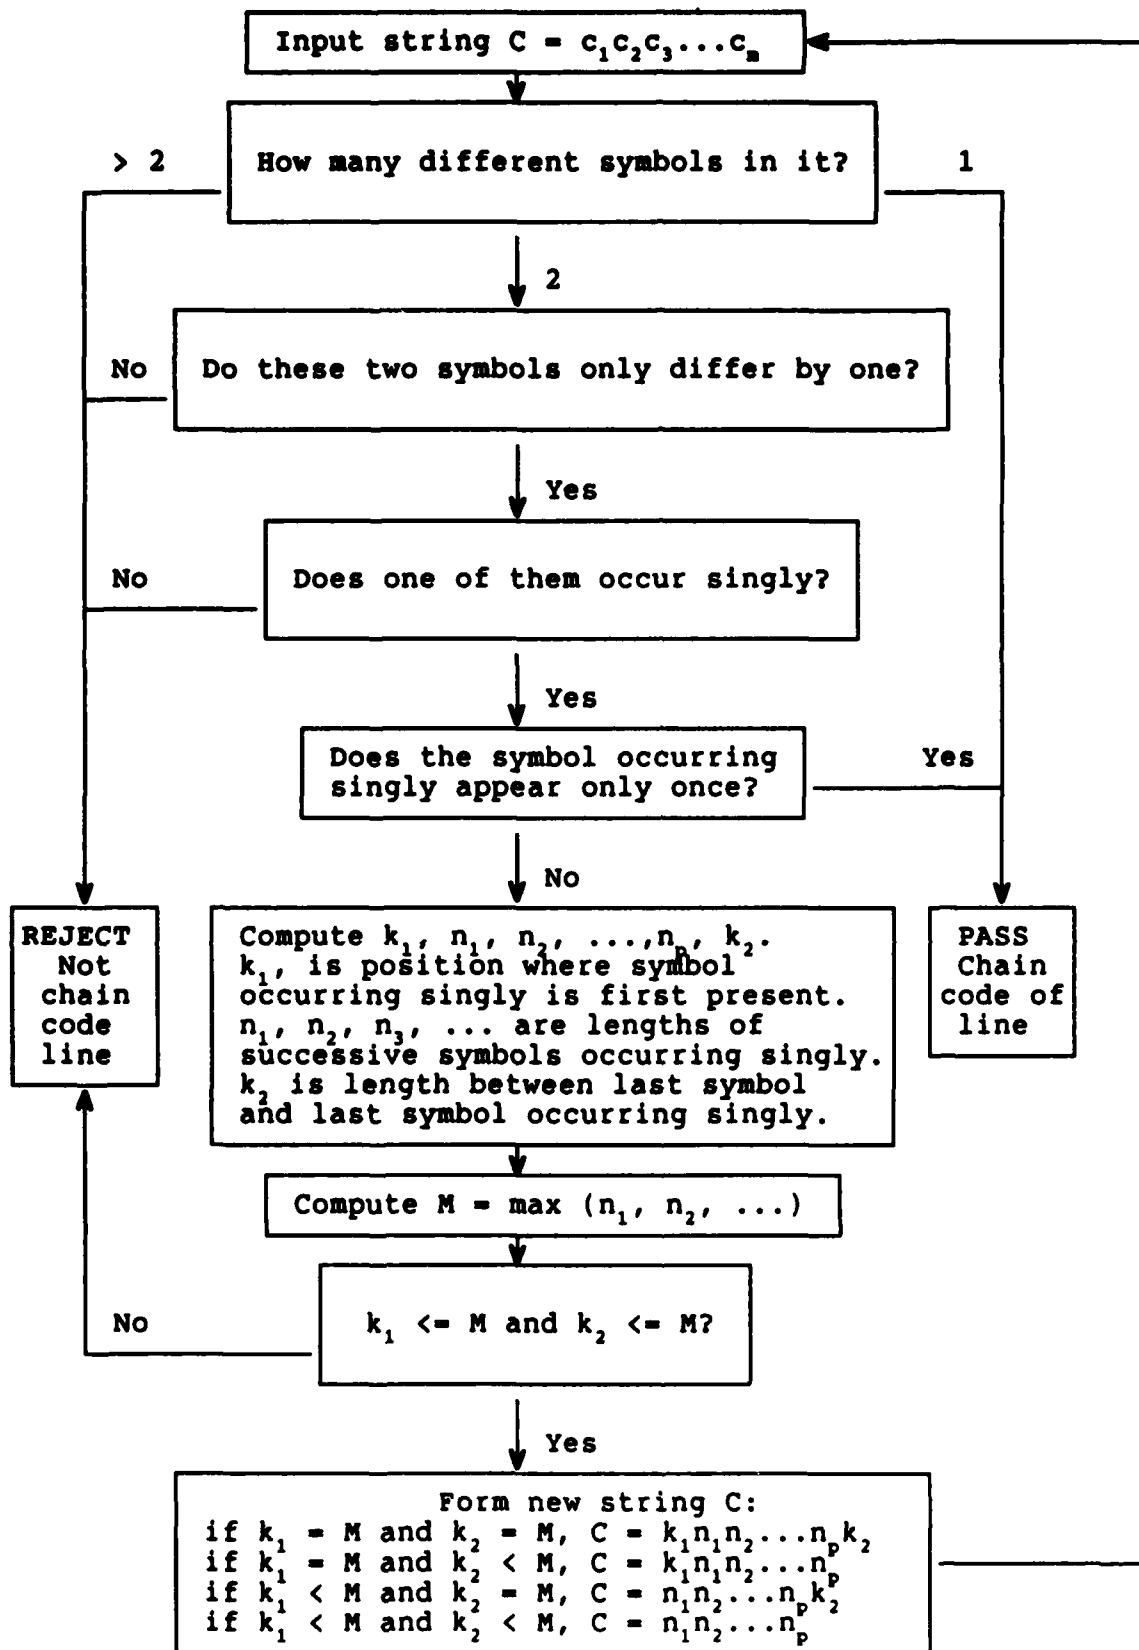 Input string C = c₁c₂c₃...cₘ
> 2
How many different symbols in it?
1
2
No
Do these two symbols only differ by one?
Yes
No
Does one of them occur singly?
Yes
Does the symbol occurring
singly appear only once?
Yes
No
REJECT
Not
chain
code
line
Compute k₁, n₁, n₂, ...,nₚ, k₂.
k₁, is position where symbol
occurring singly is first present.
n₁, n₂, n₃, ... are lengths of
successive symbols occurring singly.
k₂ is length between last symbol
and last symbol occurring singly.
PASS
Chain
code of
line
Compute M = max (n₁, n₂, ...)
No
k₁ <= M and k₂ <= M?
Yes
Form new string C:
if k₁ = M and k₂ = M, C = k₁n₁n₂...nₚk₂
if k₁ = M and k₂ < M, C = k₁n₁n₂...nₚ
if k₁ < M and k₂ = M, C = n₁n₂...nₚk₂
if k₁ < M and k₂ < M, C = n₁n₂...nₚ